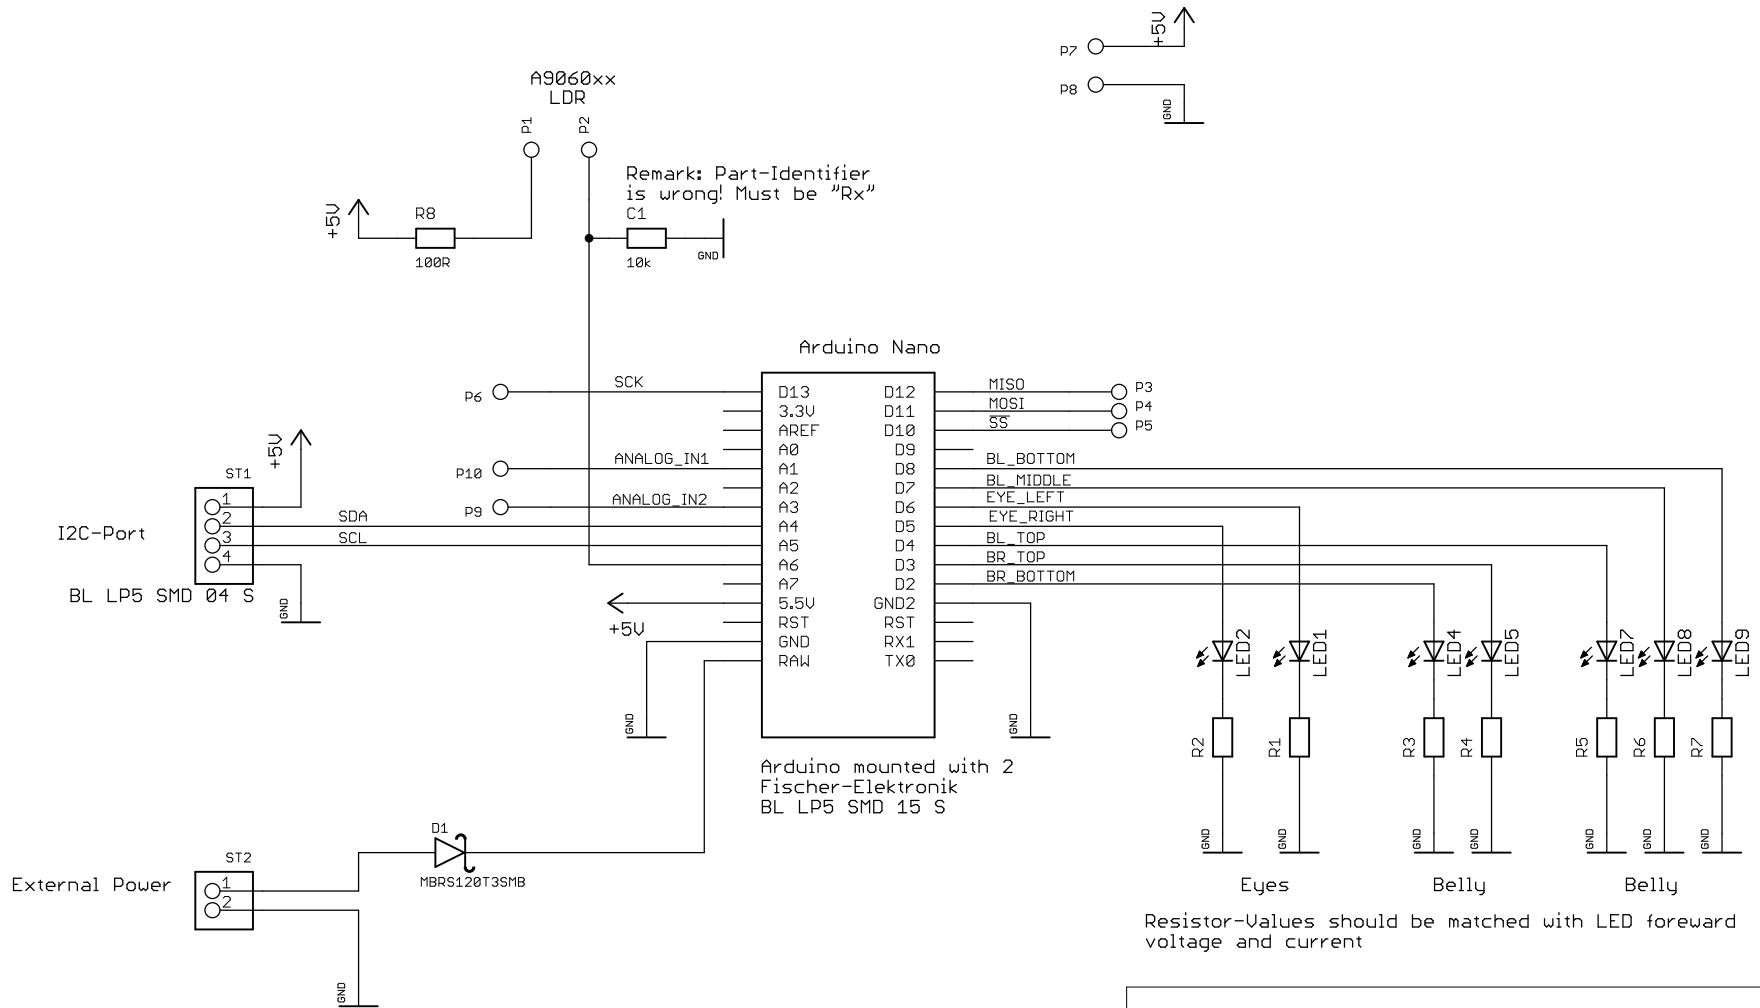 +5V
P7
P8
GND
A9060xx
LDR
P1
P2
Remark: Part-Identifier
is wrong! Must be "Rx"
+5V
R8
100R
C1
10k
GND
Arduino Nano
P6
SCK
D13
D12
MISO
P3
3.3V
D11
MOSI
P4
AREF
D10
SS
P5
A0
D9
P10
ANALOG_IN1
A1
D8
BL_BOTTOM
A2
D7
BL_MIDDLE
P9
ANALOG_IN2
A3
D6
EYE_LEFT
+5V
ST1
1
2
3
4
I2C-Port
BL LP5 SMD 04 S
GND
SDA
SCL
A4
D5
EYE_RIGHT
A5
D4
BL_TOP
A6
D3
BR_TOP
A7
D2
BR_BOTTOM
5.5V
GND2
+5V
RST
RST
GND
RX1
RAW
TX0
GND
GND
LED2
LED1
LED4
LED5
LED7
LED8
LED9
R2
R1
R3
R4
R5
R6
R7
Arduino mounted with 2
Fischer-Elektronik
BL LP5 SMD 15 S
GND
GND
GND
GND
GND
GND
GND
D1
MBRS120T3SMB
ST2
External Power
1
2
GND
Eyes
Belly
Belly
Resistor-Values should be matched with LED foreward
voltage and current